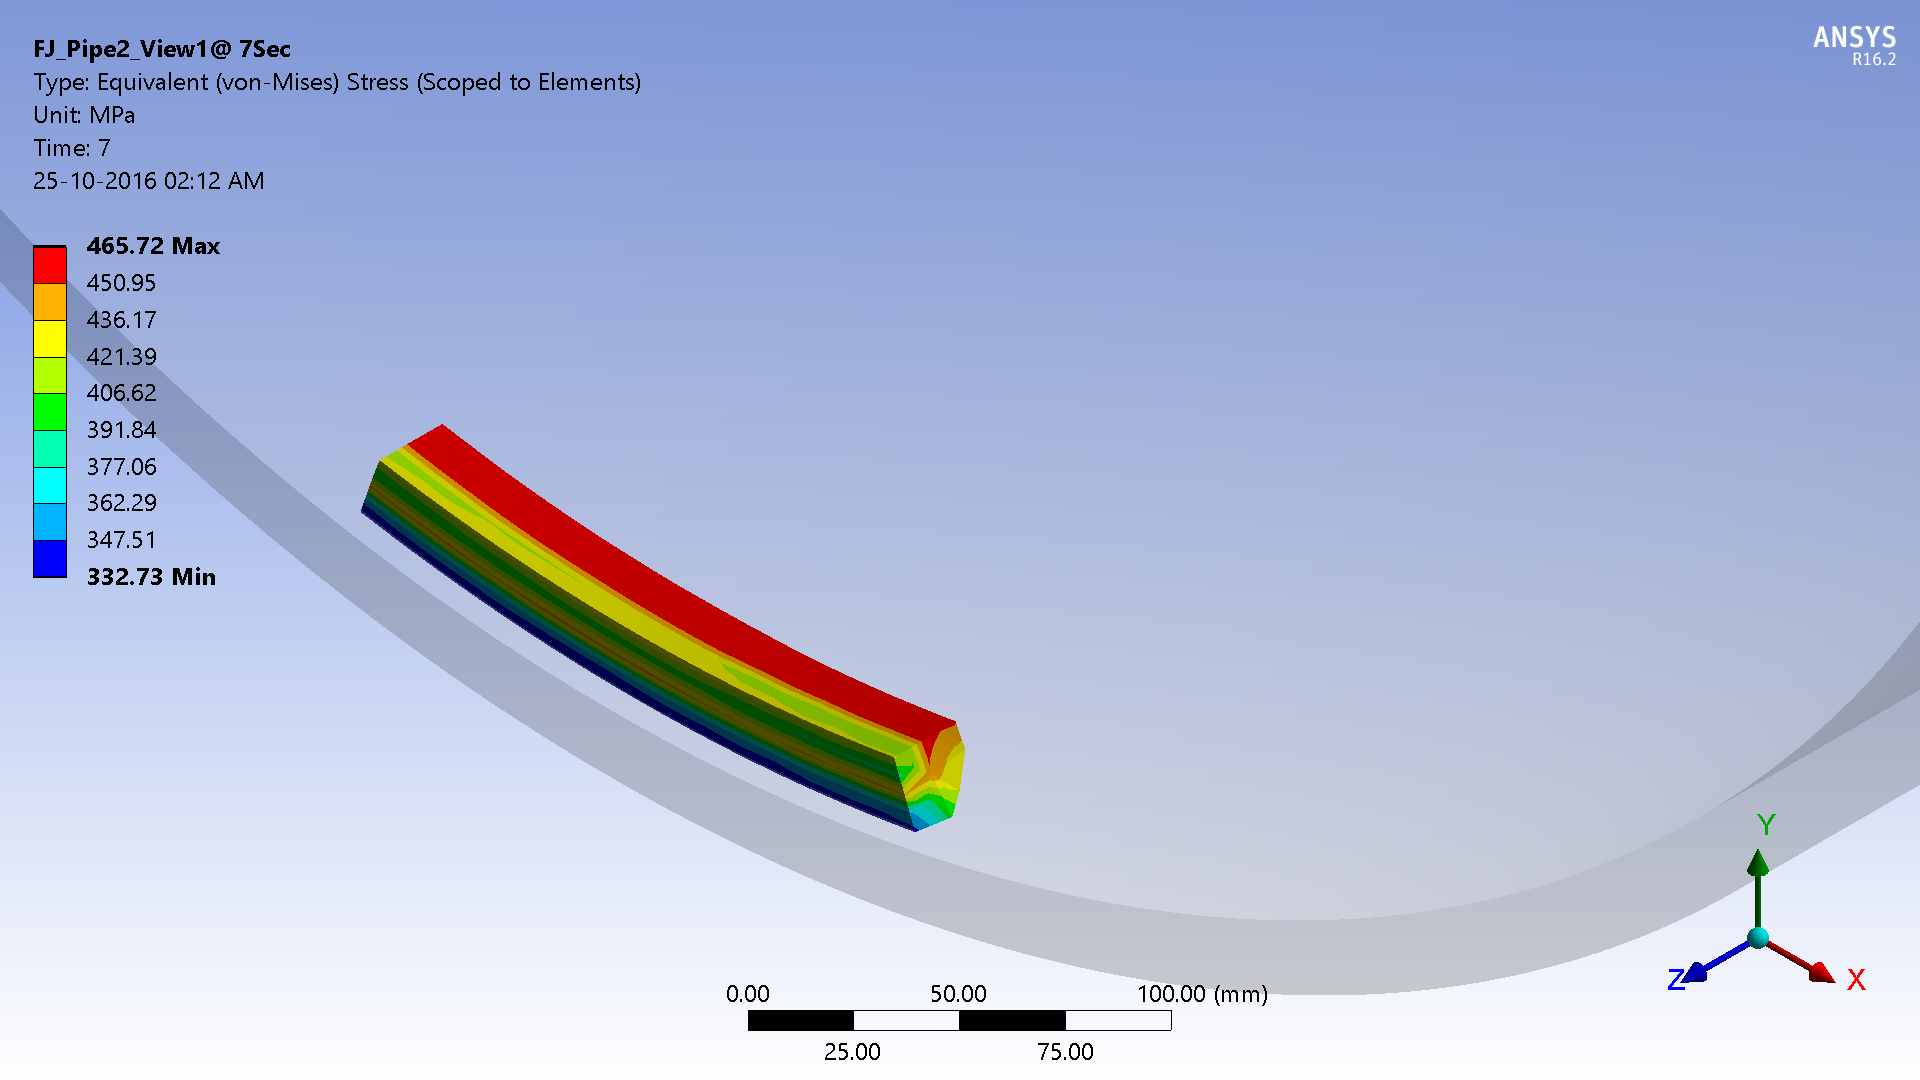 FJ_Pipe2_View1@ 7Sec
Type: Equivalent (von-Mises) Stress (Scoped to Elements)
Unit: MPa
Time: 7
25-10-2016 02:12 AM
ANSYS
R16.2
465.72 Max
450.95
436.17
421.39
406.62
391.84
377.06
362.29
347.51
332.73 Min
Y
Z
X
0.00 50.00 100.00 (mm)
25.00 75.00